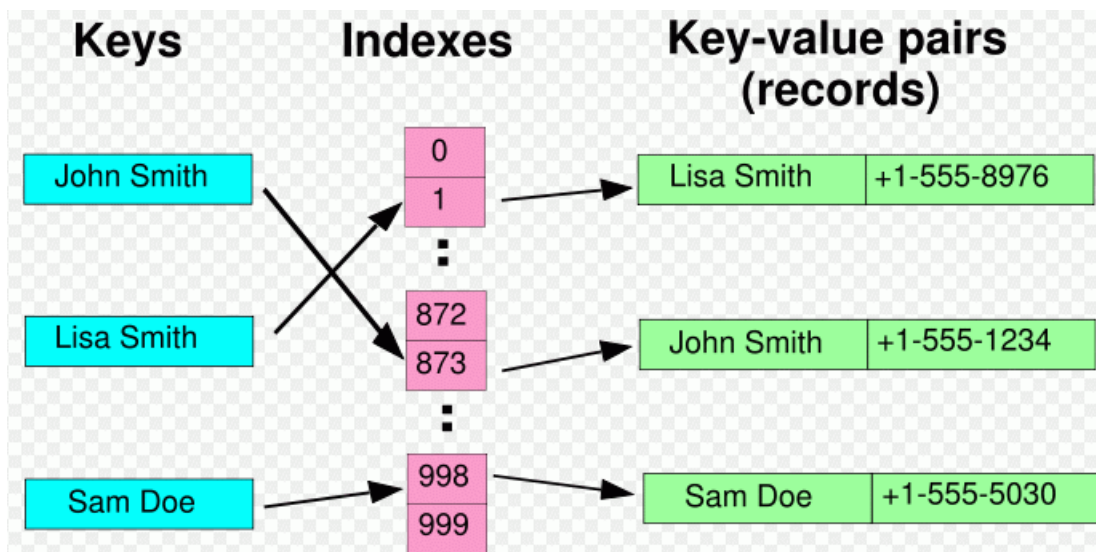 Keys
Indexes
Key-value pairs
(records)
John Smith
Lisa Smith
Sam Doe
0
1
:
872
873
:
998
999
Lisa Smith +1-555-8976
John Smith +1-555-1234
Sam Doe +1-555-5030